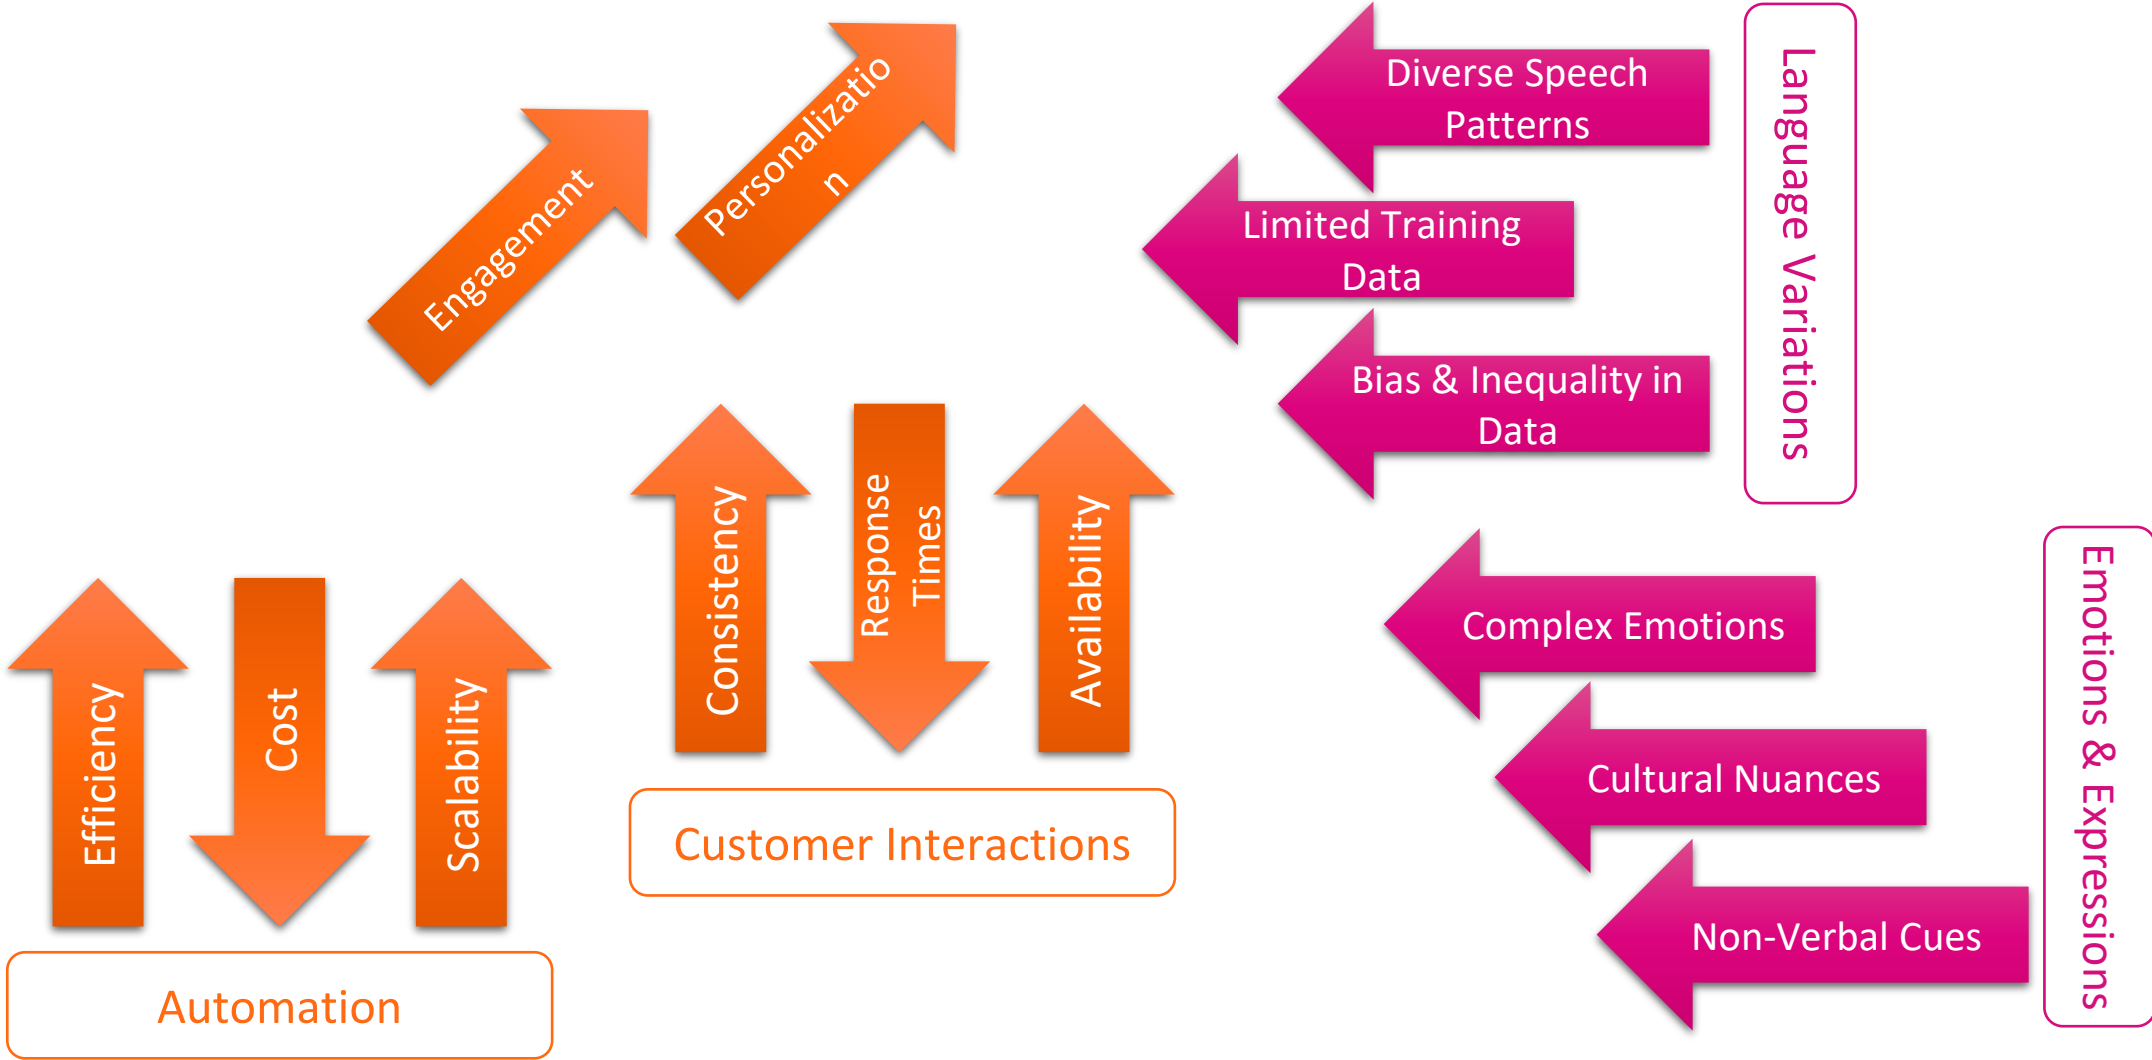 Engagement
Personalizatio
n
Efficiency
Cost
Scalability
Automation
Consistency
Response
Times
Availability
Customer Interactions
Diverse Speech
Patterns
Limited Training
Data
Bias & Inequality in
Data
Language Variations
Complex Emotions
Cultural Nuances
Non-Verbal Cues
Emotions & Expressions